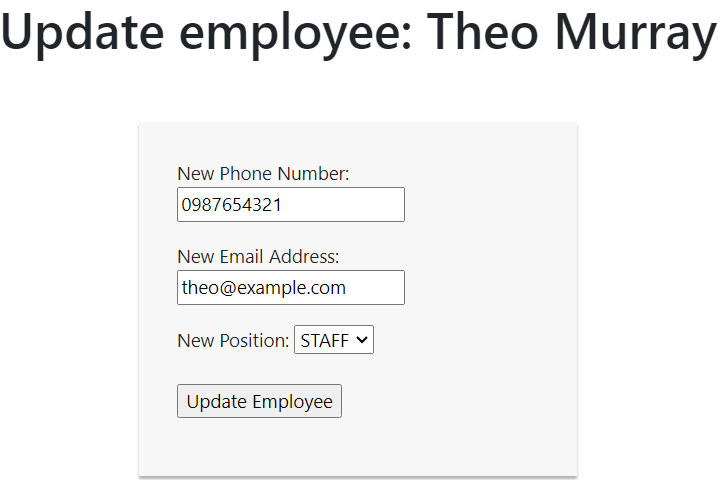 Update employee: Theo Murray
New Phone Number:
0987654321
New Email Address:
theo@example.com
New Position: STAFF
Update Employee